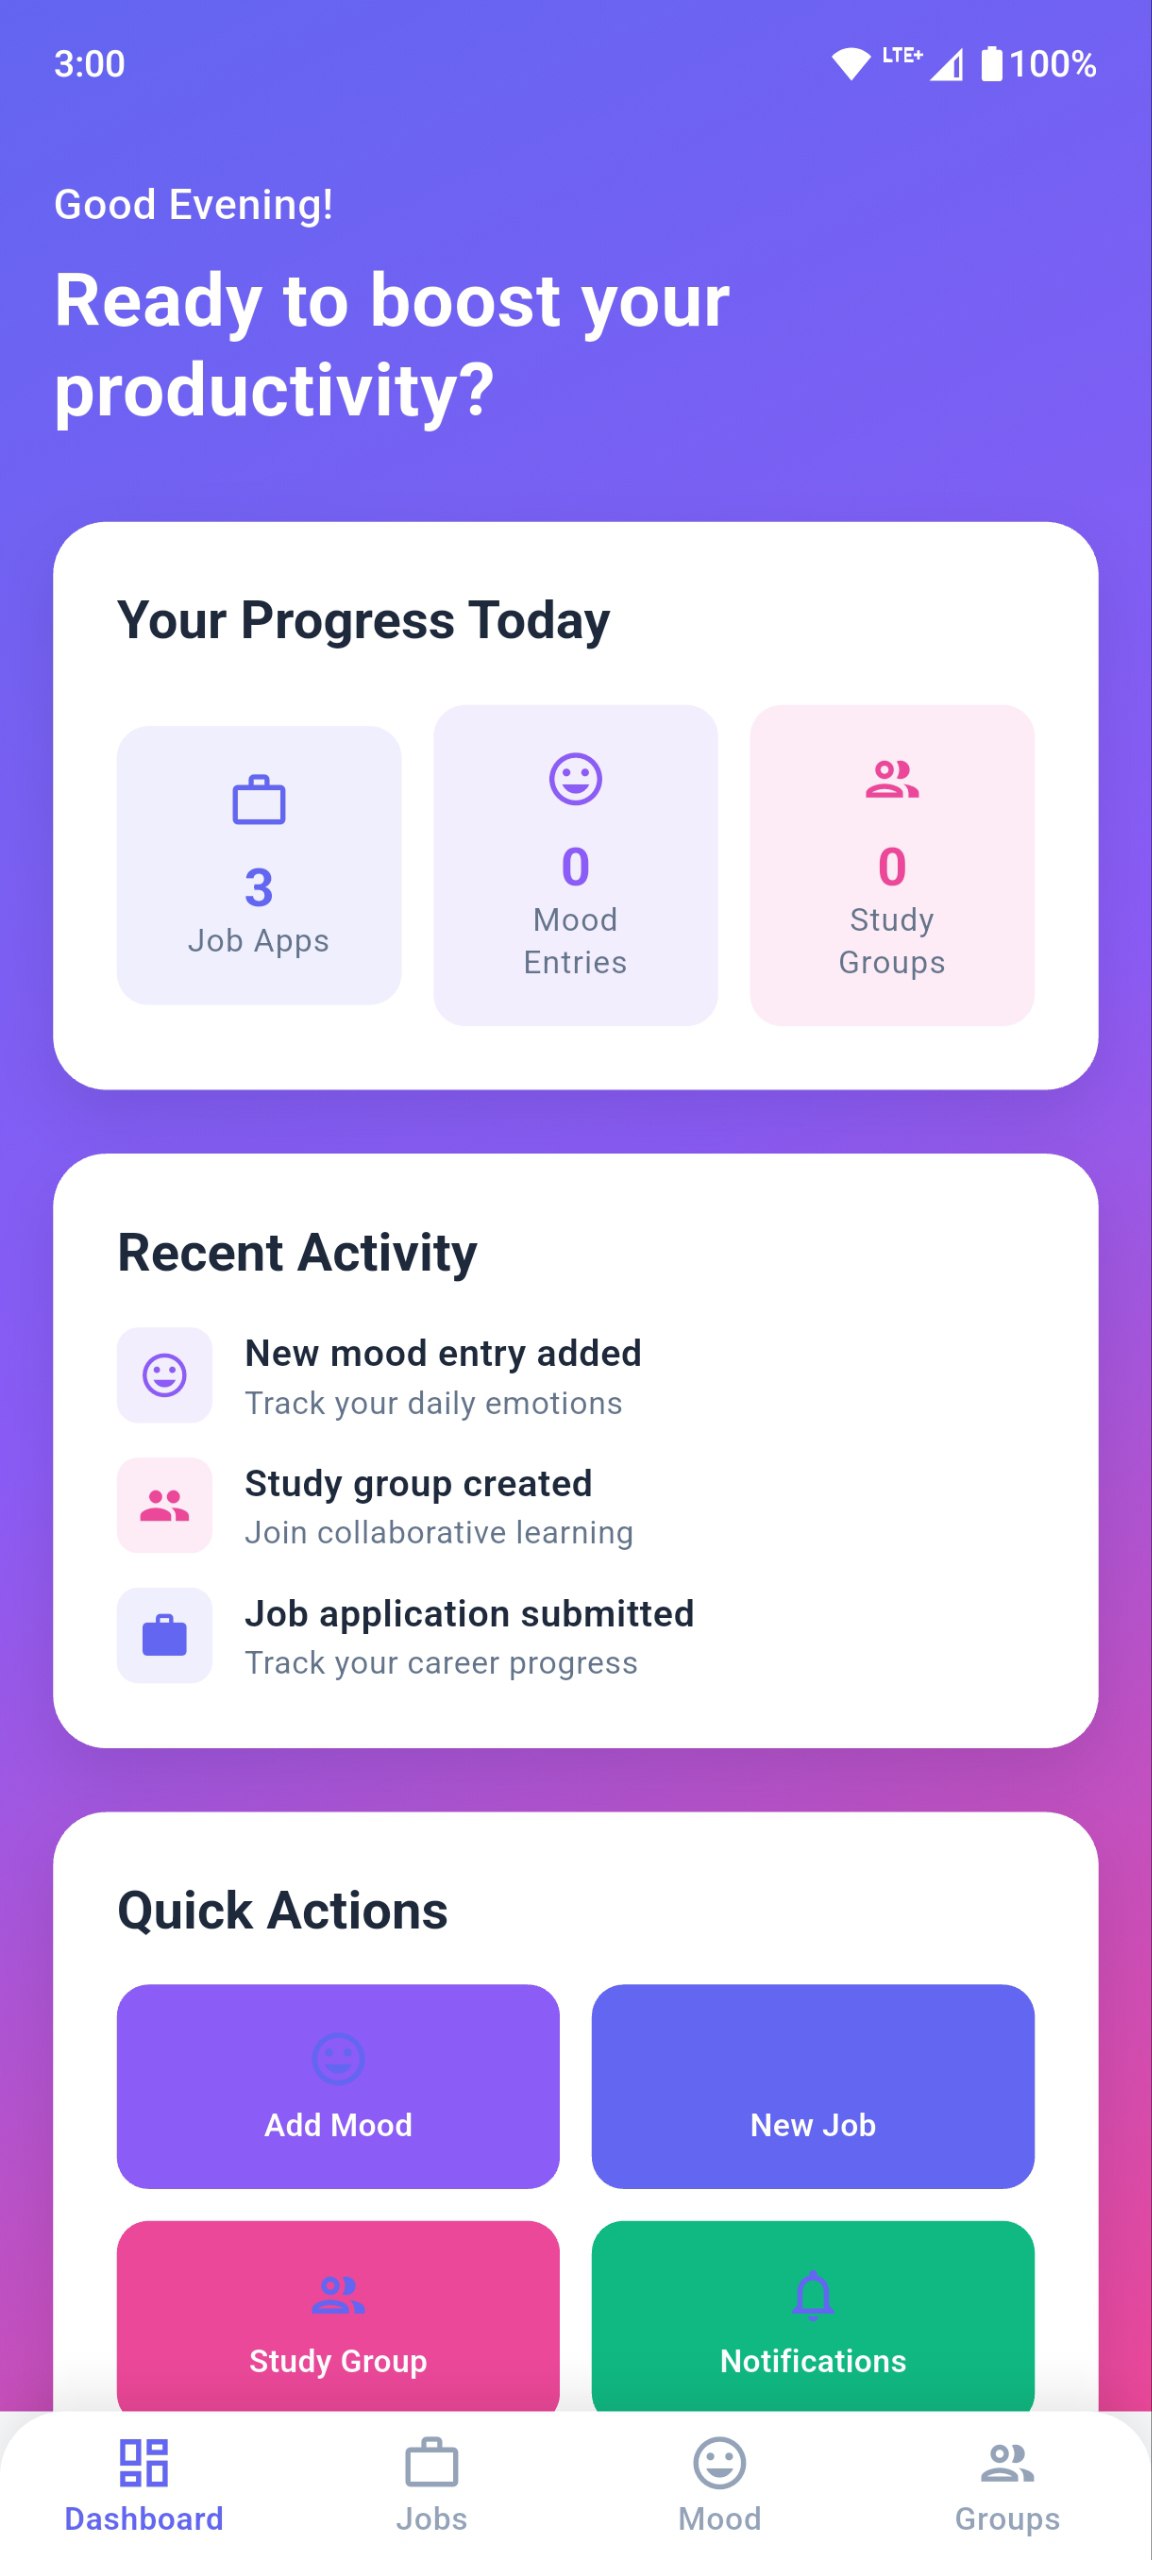 3:00
LTE+
100%
Good Evening!
Ready to boost your
productivity?
Your Progress Today
3
Job Apps
0
Mood
Entries
0
Study
Groups
Recent Activity
New mood entry added
Track your daily emotions
Study group created
Join collaborative learning
Job application submitted
Track your career progress
Quick Actions
Add Mood
New Job
Study Group
Notifications
Dashboard
Jobs
Mood
Groups